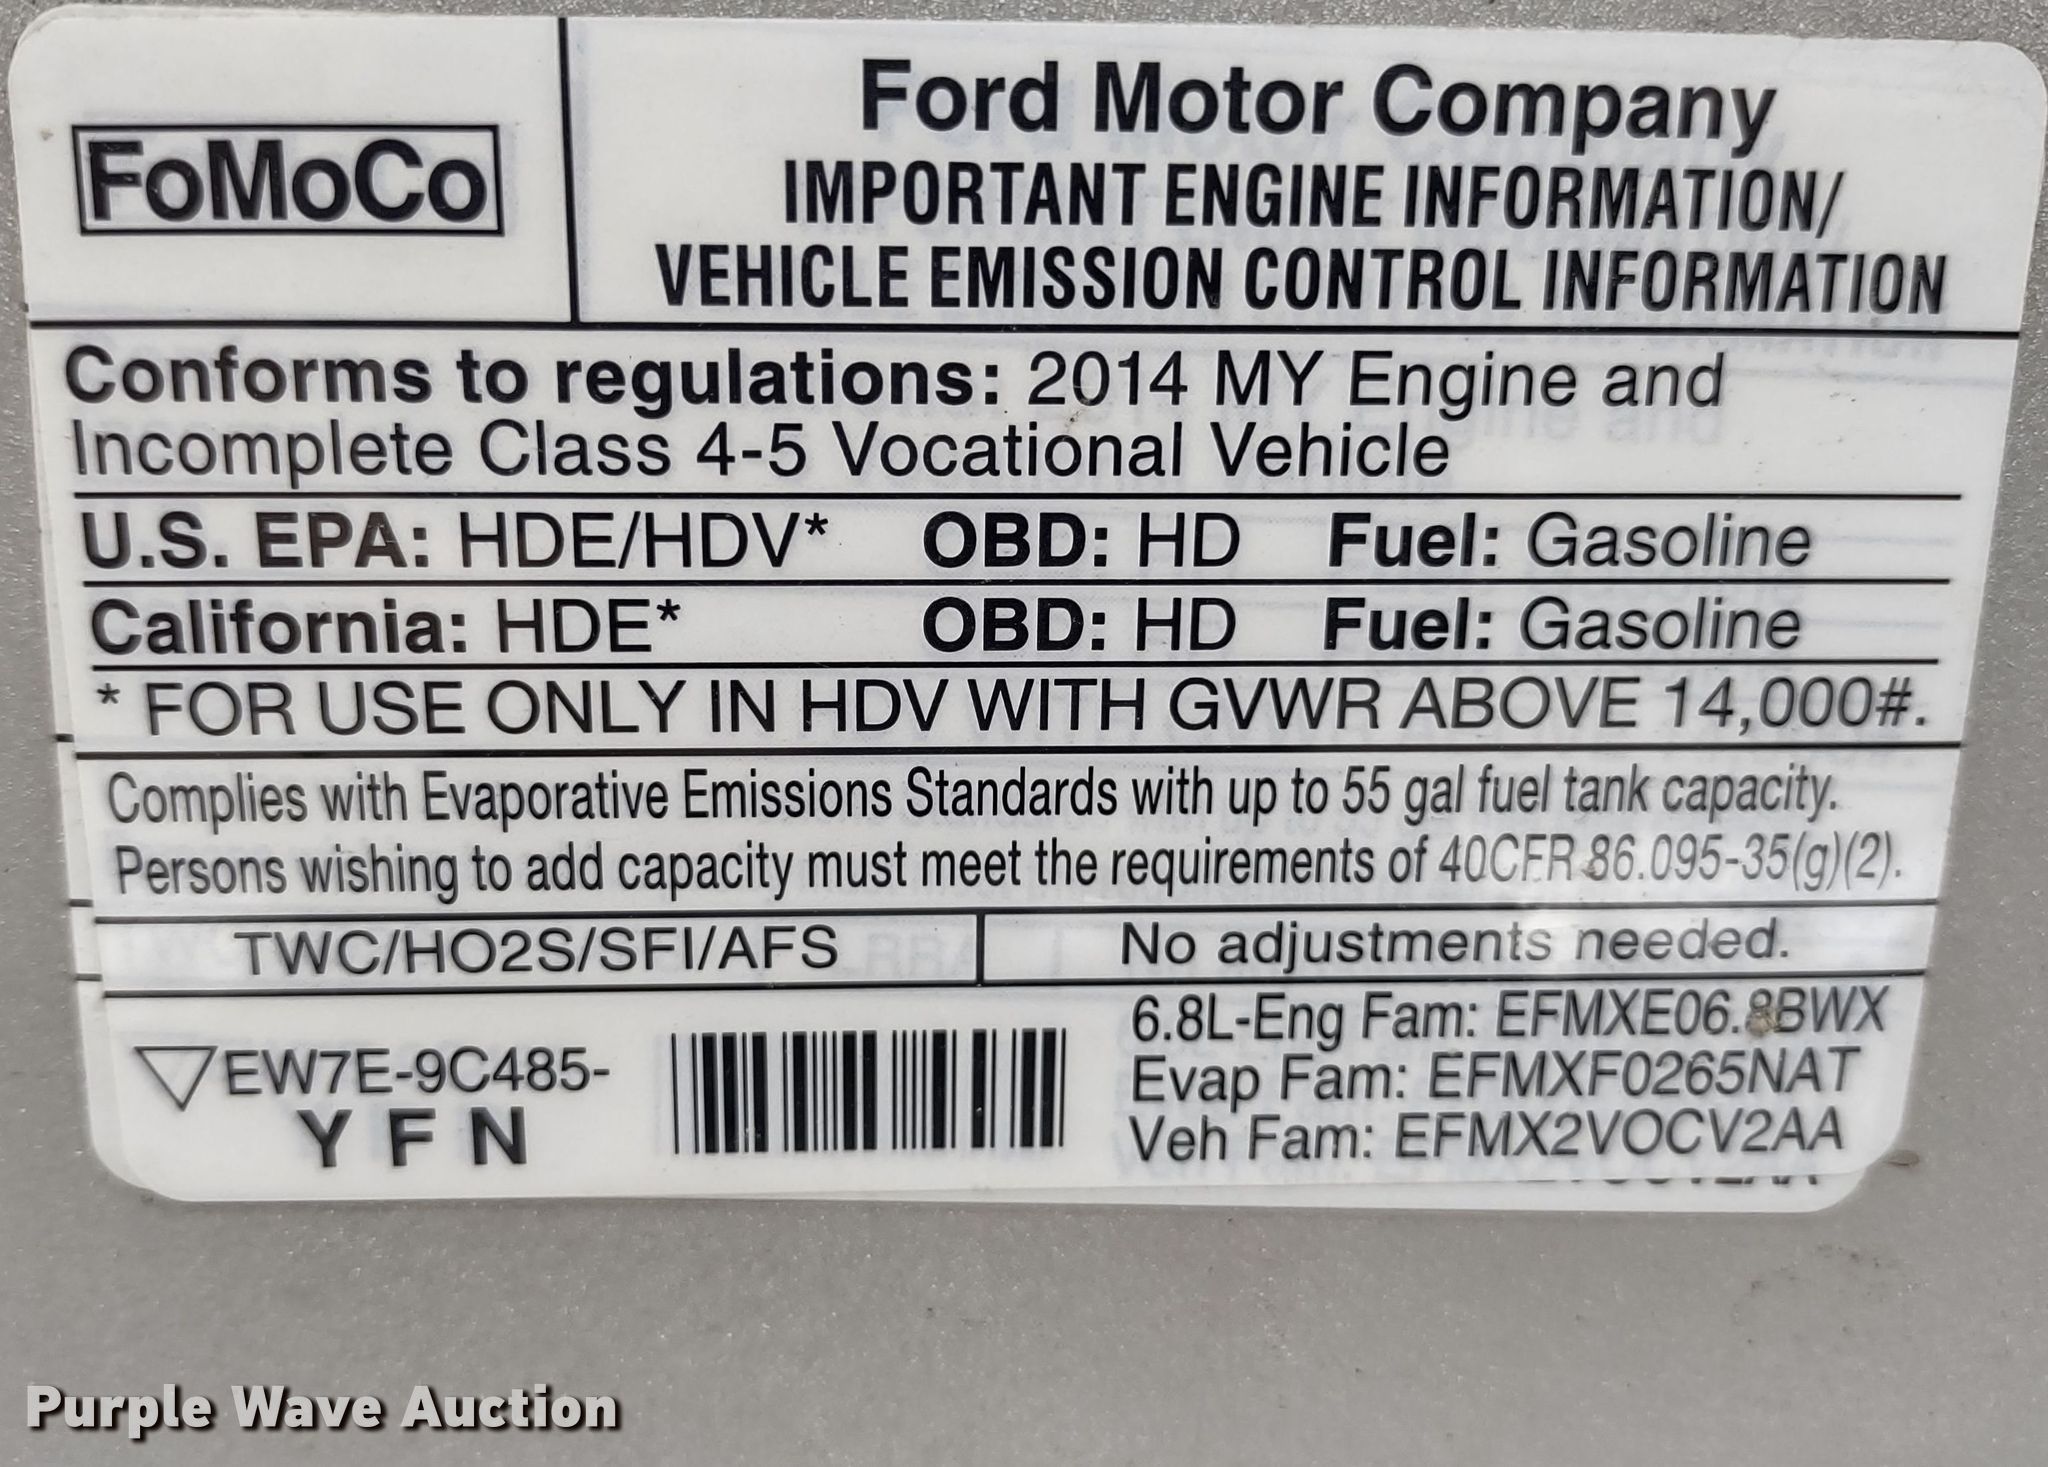 FoMoCo
Ford Motor Company
IMPORTANT ENGINE INFORMATION/
VEHICLE EMISSION CONTROL INFORMATION
Conforms to regulations: 2014 MY Engine and
Incomplete Class 4-5 Vocational Vehicle
U.S. EPA: HDE/HDV* OBD: HD Fuel: Gasoline
California: HDE* OBD: HD Fuel: Gasoline
* FOR USE ONLY IN HDV WITH GVWR ABOVE 14,000#.
Complies with Evaporative Emissions Standards with up to 55 gal fuel tank capacity.
Persons wishing to add capacity must meet the requirements of 40CFR 86.095-35(g)(2).
TWC/HO2S/SFI/AFS No adjustments needed.
EW7E-9C485-
Y F N
6.8L-Eng Fam: EFMXE06.8BWX
Evap Fam: EFMXF0265NAT
Veh Fam: EFMX2VOCV2AA
Purple Wave Auction